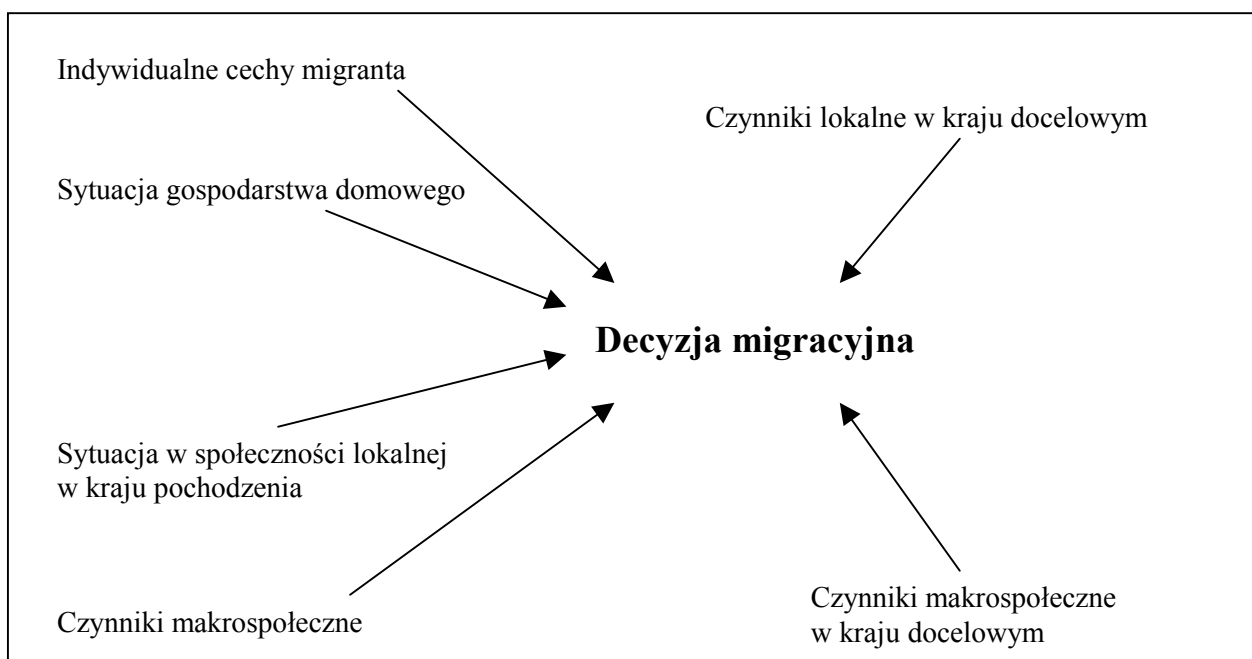 Indywidualne cechy migranta
Czynniki lokalne w kraju docelowym
Sytuacja gospodarstwa domowego
Decyzja migracyjna
Sytuacja w społeczności lokalnej
w kraju pochodzenia
Czynniki makrospołeczne
Czynniki makrospołeczne
w kraju docelowym